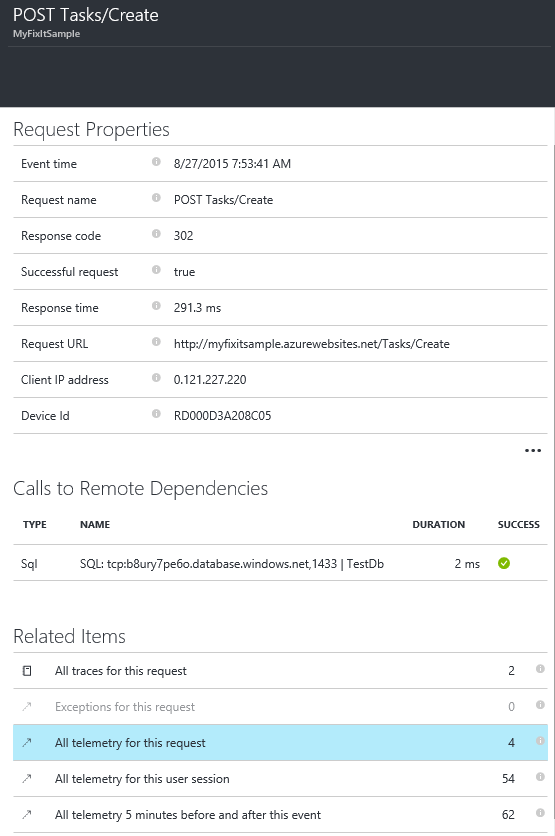 POST Tasks/Create
MyFixItSample
Request Properties
Event time 8/27/2015 7:53:41 AM
Request name POST Tasks/Create
Response code 302
Successful request true
Response time 291.3 ms
Request URL http://myfixitsample.azurewebsites.net/Tasks/Create
Client IP address 0.121.227.220
Device Id RD000D3A208C05
...
Calls to Remote Dependencies
TYPE NAME DURATION SUCCESS
Sql SQL: tcp:b8ury7pe6o.database.windows.net,1433 | TestDb 2 ms
Related Items
All traces for this request 2
Exceptions for this request 0
All telemetry for this request 4
All telemetry for this user session 54
All telemetry 5 minutes before and after this event 62